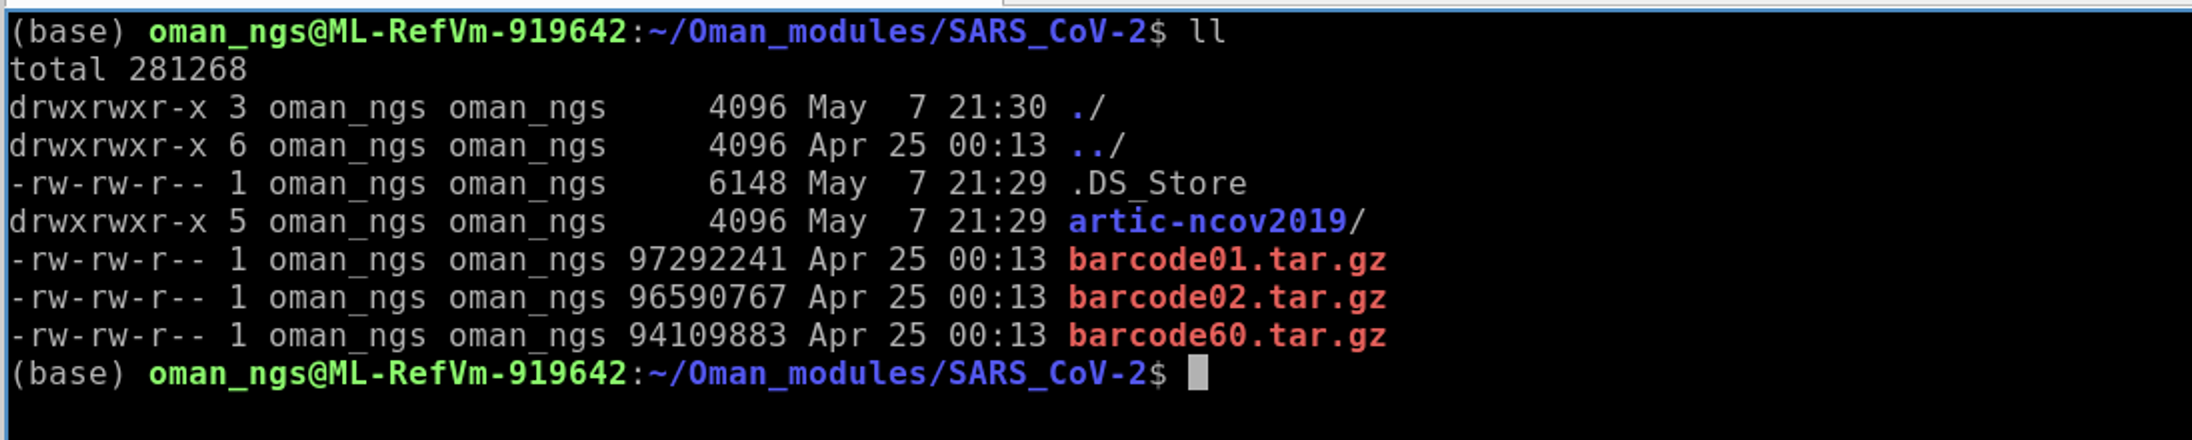 (base) oman_ngs@ML-RefVm-919642:~/Oman_modules/SARS_CoV-2$ ll
total 281268
drwxrwxr-x 3 oman_ngs oman_ngs     4096 May  7 21:30 ./
drwxrwxr-x 6 oman_ngs oman_ngs     4096 Apr 25 00:13 ../
-rw-rw-r-- 1 oman_ngs oman_ngs     6148 May  7 21:29 .DS_Store
drwxrwxr-x 5 oman_ngs oman_ngs     4096 May  7 21:29 artic-ncov2019/
-rw-rw-r-- 1 oman_ngs oman_ngs 97292241 Apr 25 00:13 barcode01.tar.gz
-rw-rw-r-- 1 oman_ngs oman_ngs 96590767 Apr 25 00:13 barcode02.tar.gz
-rw-rw-r-- 1 oman_ngs oman_ngs 94109883 Apr 25 00:13 barcode60.tar.gz
(base) oman_ngs@ML-RefVm-919642:~/Oman_modules/SARS_CoV-2$